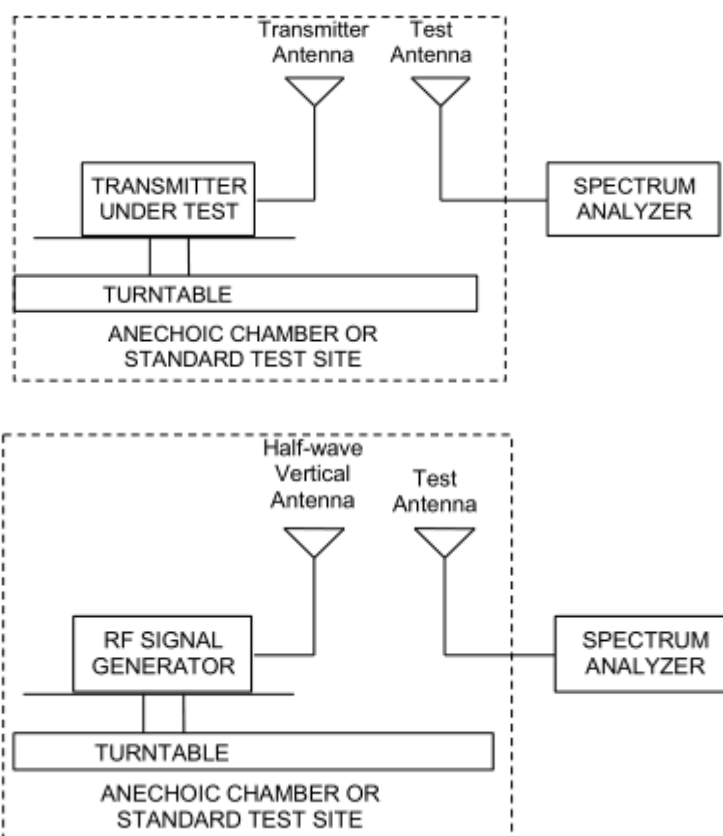 Transmitter
Antenna
Test
Antenna
TRANSMITTER
UNDER TEST
SPECTRUM
ANALYZER
TURNTABLE
ANECHOIC CHAMBER OR
STANDARD TEST SITE
Half-wave
Vertical
Antenna
Test
Antenna
RF SIGNAL
GENERATOR
SPECTRUM
ANALYZER
TURNTABLE
ANECHOIC CHAMBER OR
STANDARD TEST SITE